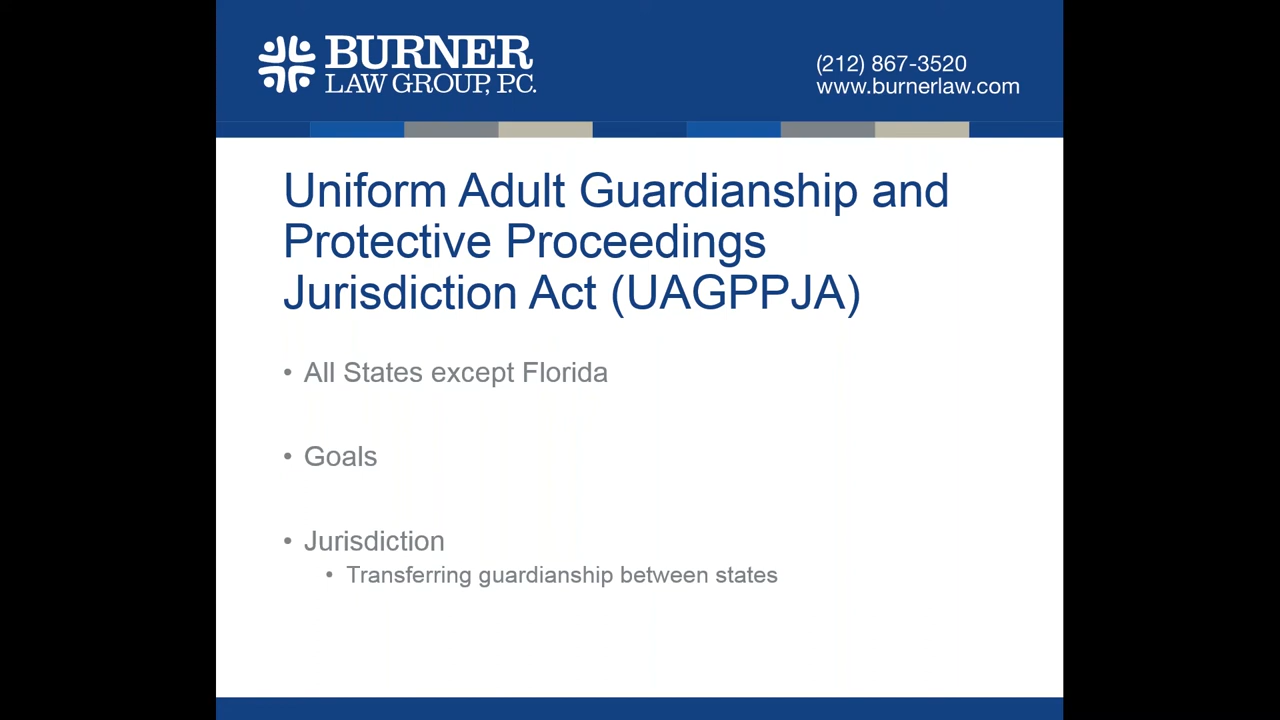 BURNER
LAW GROUP, P.C.
(212) 867-3520
www.burnerlaw.com
Uniform Adult Guardianship and
Protective Proceedings
Jurisdiction Act (UAGPPJA)
• All States except Florida
• Goals
• Jurisdiction
• Transferring guardianship between states